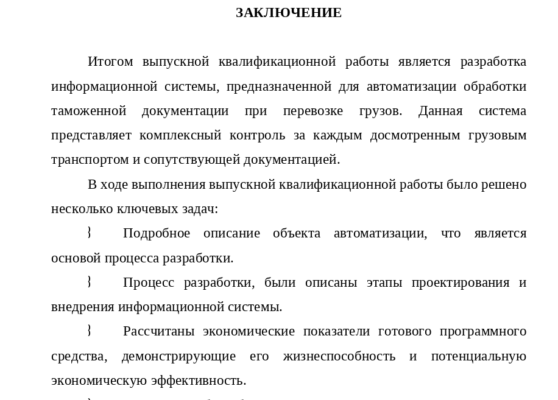 ЗАКЛЮЧЕНИЕ
Итогом выпускной квалификационной работы является разработка
информационной системы, предназначенной для автоматизации обработки
таможенной документации при перевозке грузов. Данная система
представляет комплексный контроль за каждым досмотренным грузовым
транспортом и сопутствующей документацией.
В ходе выполнения выпускной квалификационной работы было решено
несколько ключевых задач:
} Подробное описание объекта автоматизации, что является
основой процесса разработки.
} Процесс разработки, были описаны этапы проектирования и
внедрения информационной системы.
} Рассчитаны экономические показатели готового программного
средства, демонстрирующие его жизнеспособность и потенциальную
экономическую эффективность.